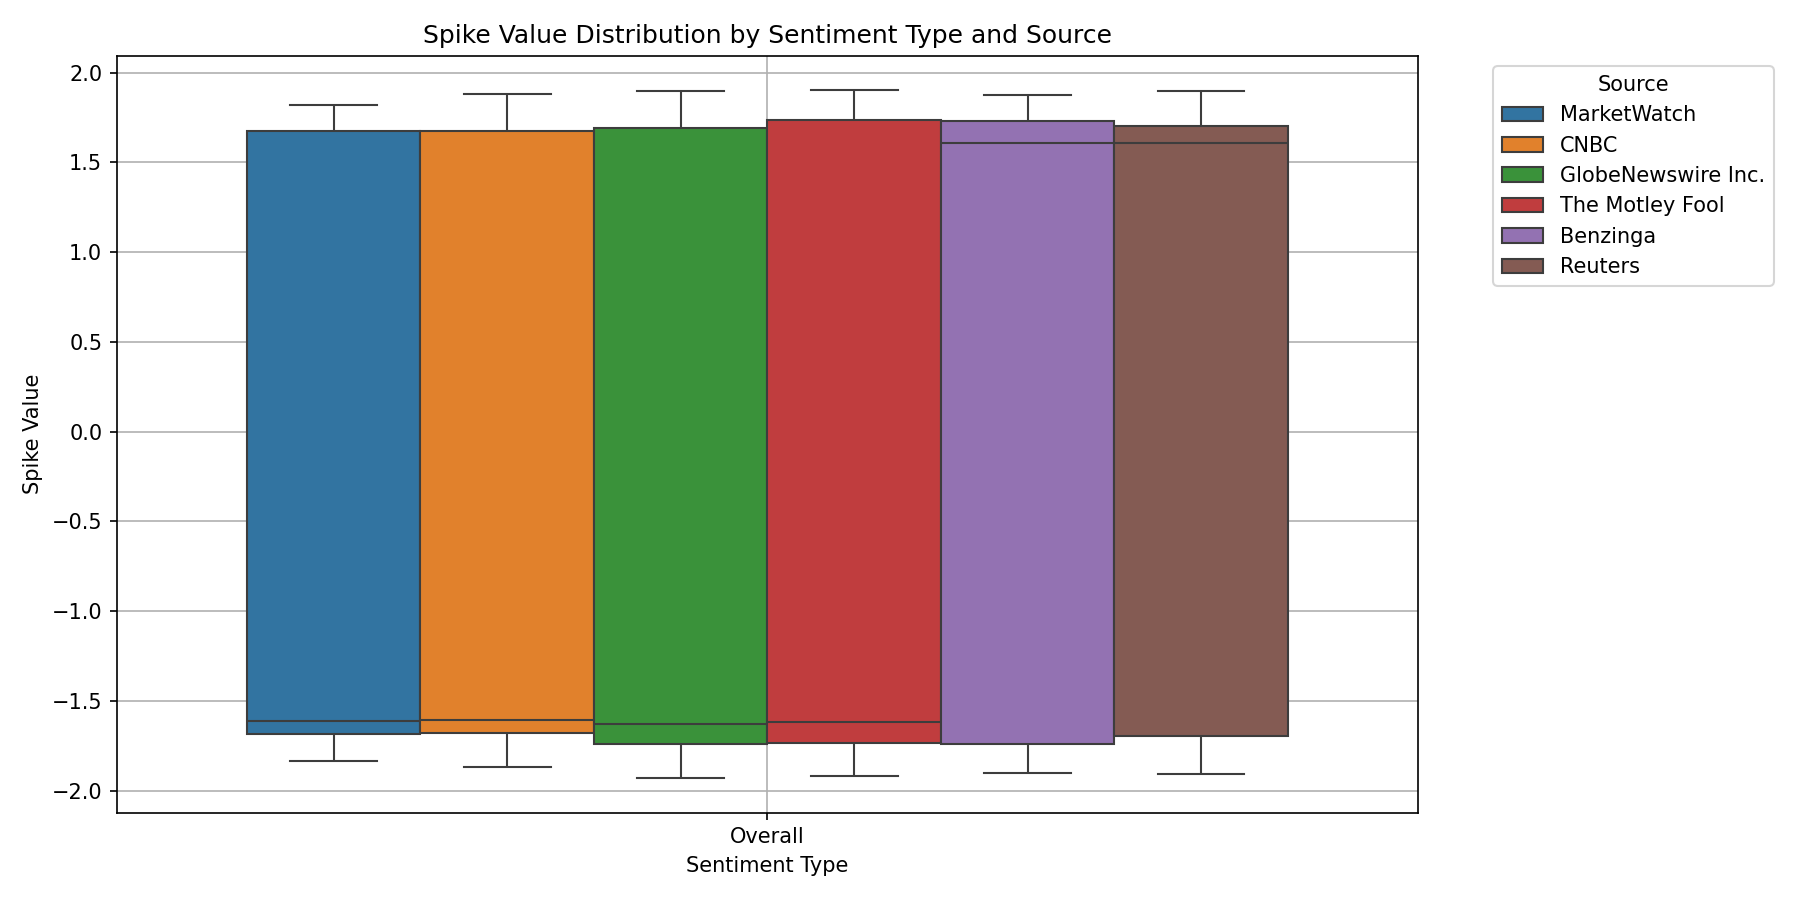 Spike Value Distribution by Sentiment Type and Source
Spike Value
2.0
1.5
1.0
0.5
0.0
−0.5
−1.0
−1.5
−2.0
Overall
Sentiment Type
Source
MarketWatch
CNBC
GlobeNewswire Inc.
The Motley Fool
Benzinga
Reuters